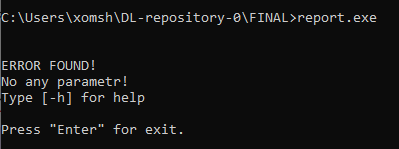 C:\Users\xomsh\DL-repository-0\FINAL>report.exe
ERROR FOUND!
No any parametr!
Type [-h] for help
Press "Enter" for exit.